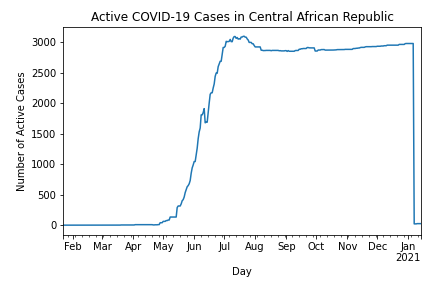 Active COVID-19 Cases in Central African Republic
Number of Active Cases
3000
2500
2000
1500
1000
500
0
Feb Mar Apr May Jun Jul Aug Sep Oct Nov Dec Jan
2021
Day